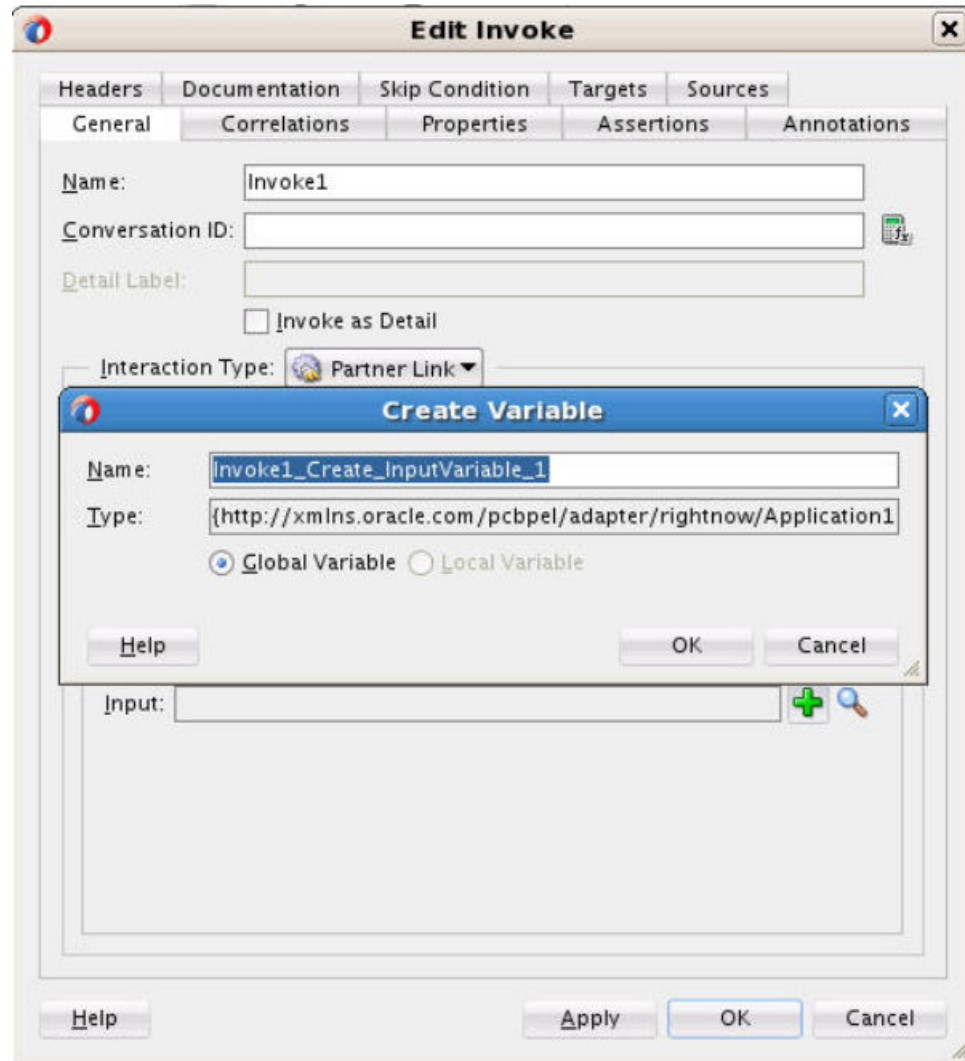 Edit Invoke
Headers Documentation Skip Condition Targets Sources
General Correlations Properties Assertions Annotations
Name: Invoke1
Conversation ID:
Detail Label:
Invoke as Detail
Interaction Type: Partner Link
Create Variable
Name: Invoke1_Create_InputVariable_1
Type: {http://xmlns.oracle.com/pcbpel/adapter/rightnow/Application1
Global Variable Local Variable
Help OK Cancel
Input:
Help Apply OK Cancel